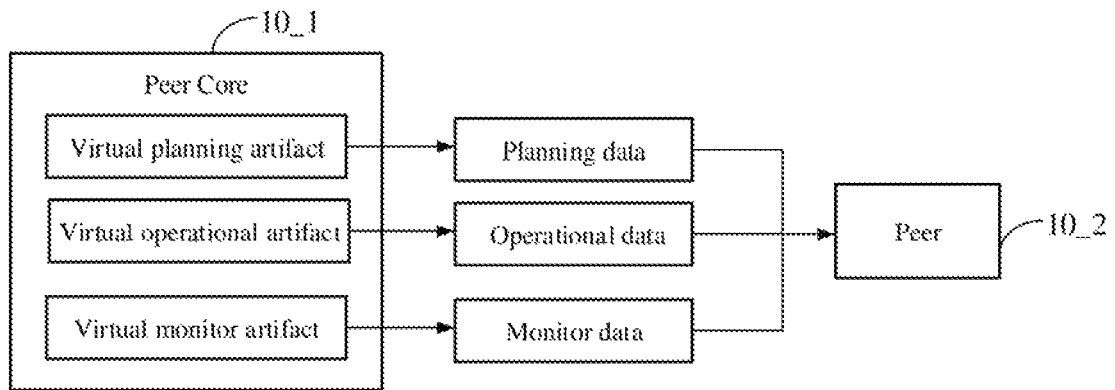 10_1
Peer Core
Virtual planning artifact
Planning data
Virtual operational artifact
Operational data
Peer
10_2
Virtual monitor artifact
Monitor data